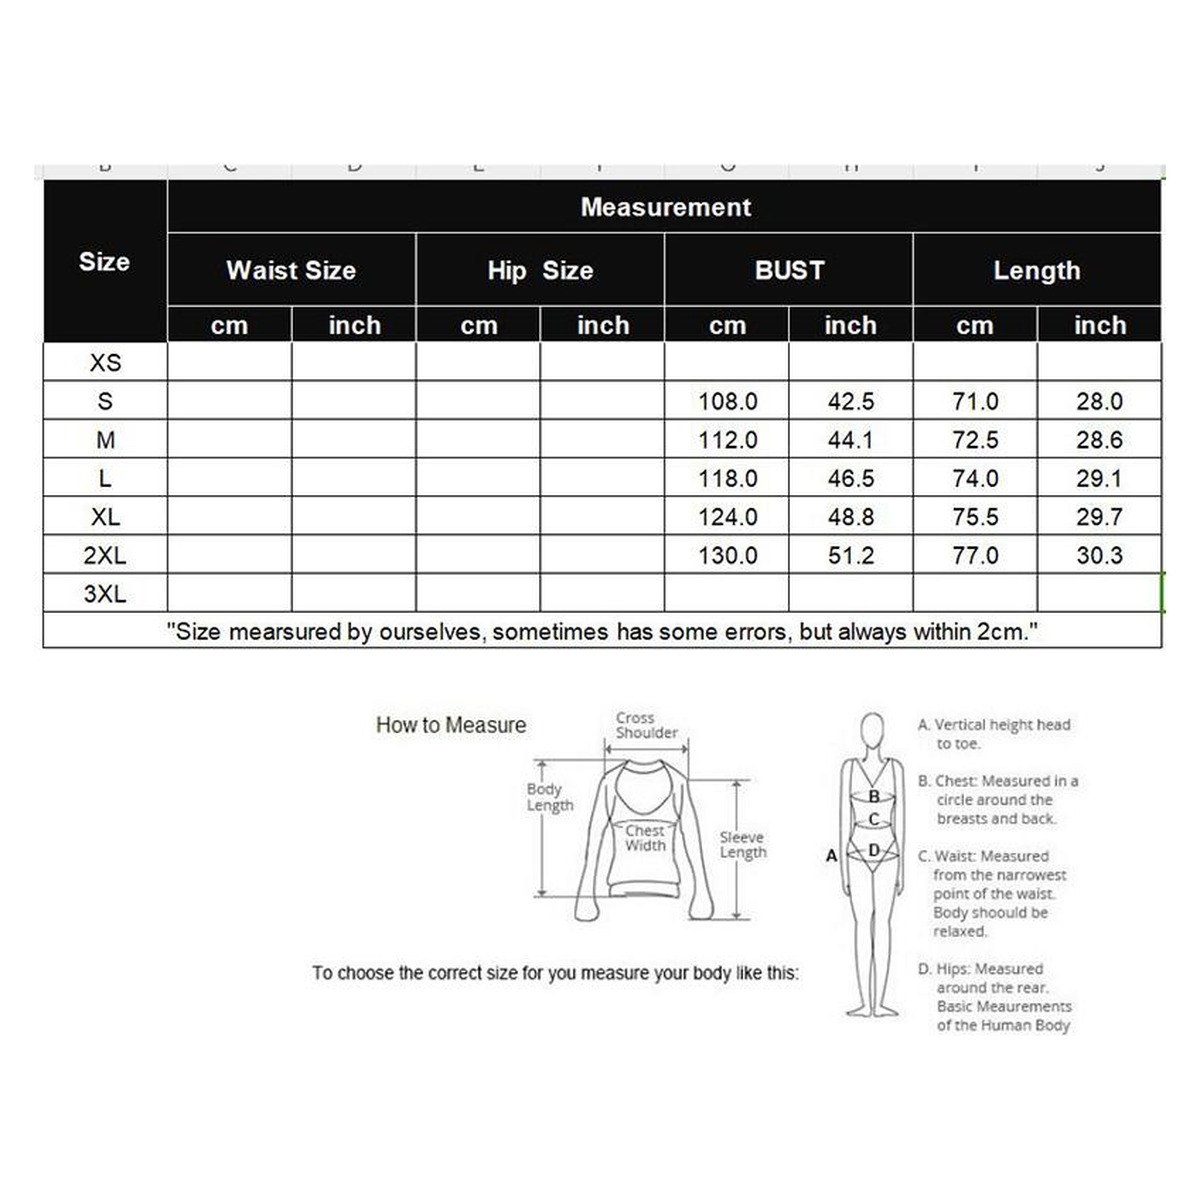 Measurement
Size
Waist Size Hip Size BUST Length
cm inch cm inch cm inch cm inch
XS
S 108.0 42.5 71.0 28.0
M 112.0 44.1 72.5 28.6
L 118.0 46.5 74.0 29.1
XL 124.0 48.8 75.5 29.7
2XL 130.0 51.2 77.0 30.3
3XL
"Size mearsured by ourselves, sometimes has some errors, but always within 2cm."
How to Measure
Cross
Shoulder
Body
Length
Chest
Width
Sleeve
Length
To choose the correct size for you measure your body like this:
B
C
A
D
A. Vertical height head
to toe.
B. Chest: Measured in a
circle around the
breasts and back.
C. Waist: Measured
from the narrowest
point of the waist.
Body shoould be
relaxed.
D. Hips: Measured
around the rear.
Basic Meaurements
of the Human Body